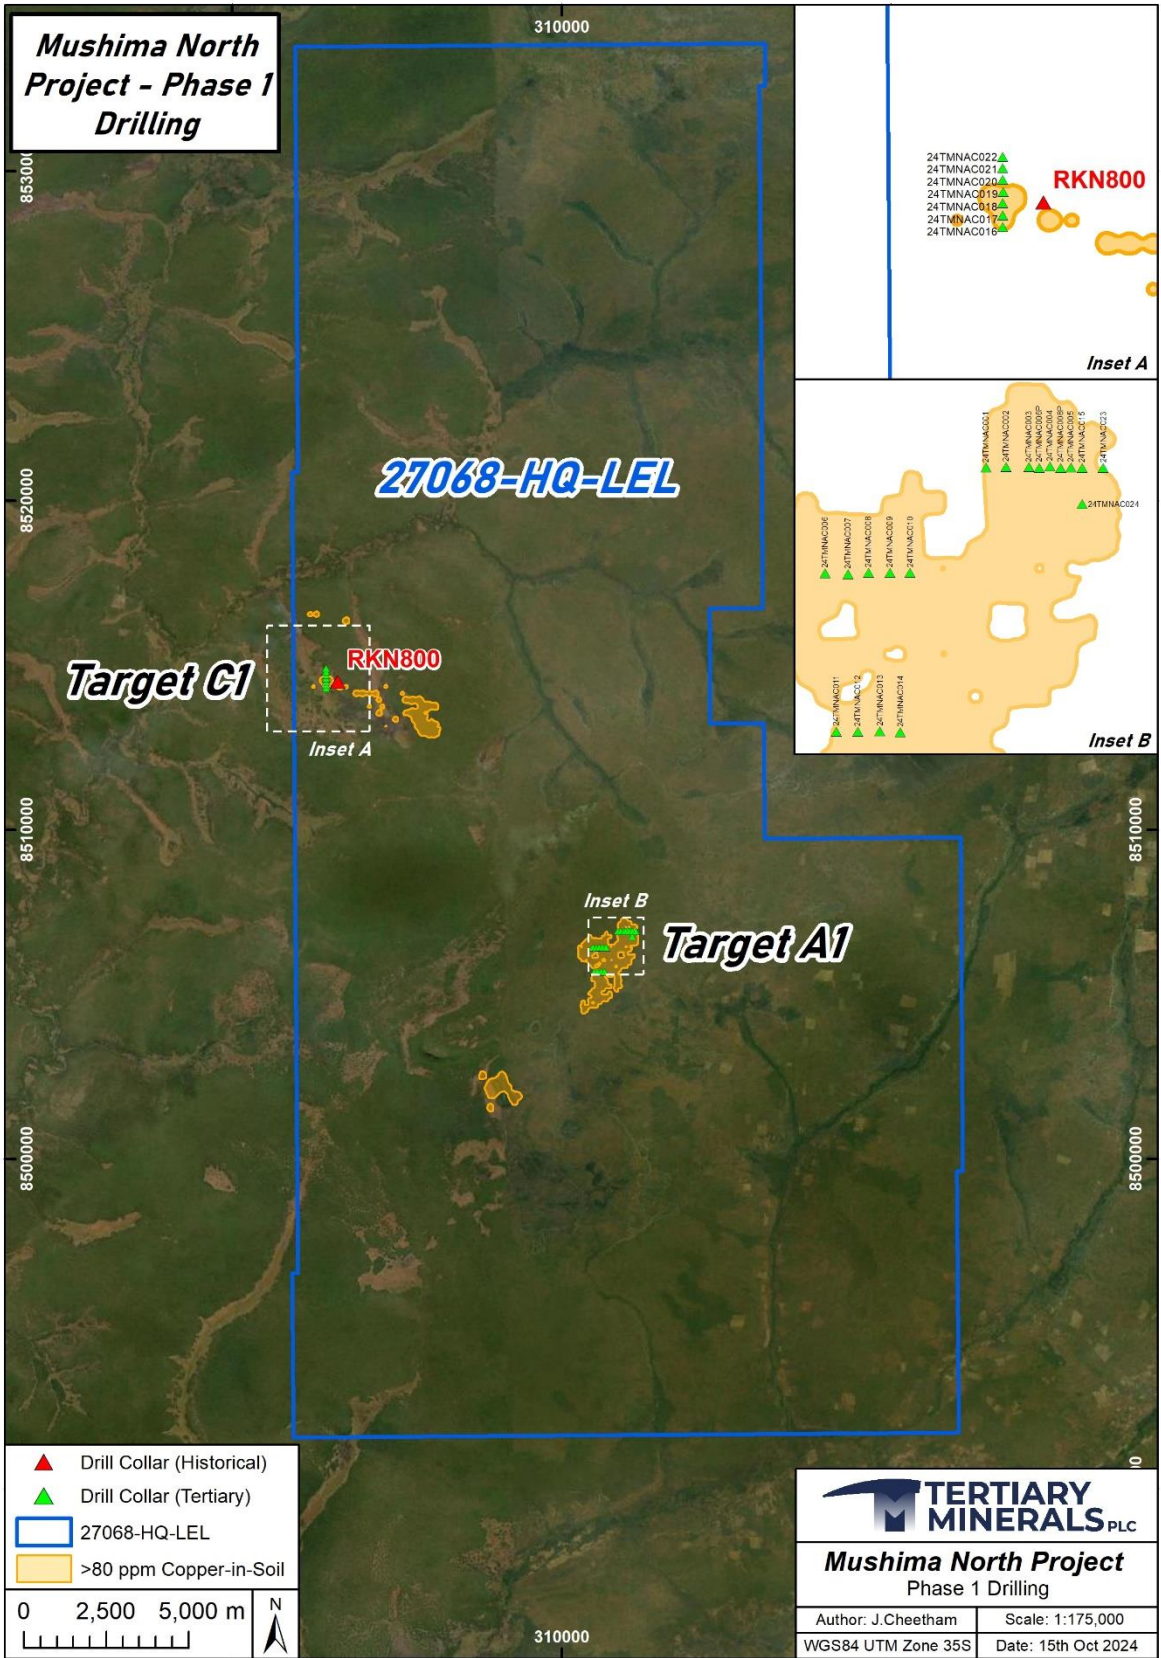 Mushima North
Project - Phase 1
Drilling
310000
8530000
8520000
8510000
8500000
27068-HQ-LEL
Target C1
RKN800
Inset A
Inset B
Target A1
8510000
8500000
00
310000
24TMNAC022
24TMNAC021
24TMNAC020
24TMNAC019
24TMNAC018
24TMNAC017
24TMNAC016
RKN800
Inset A
24TMNAC001
24TMNAC002
24TMNAC003
24TMNAC004
24TMNAC005
24TMNAC015
24TMNAC023
24TMNAC024
24TMNAC006
24TMNAC007
24TMNAC008
24TMNAC009
24TMNAC010
24TMNAC011
24TMNAC012
24TMNAC013
24TMNAC014
Inset B
Drill Collar (Historical)
Drill Collar (Tertiary)
27068-HQ-LEL
>80 ppm Copper-in-Soil
0 2,500 5,000 m
N
TERTIARY
MINERALS PLC
Mushima North Project
Phase 1 Drilling
Author: J.Cheetham
Scale: 1:175,000
WGS84 UTM Zone 35S
Date: 15th Oct 2024